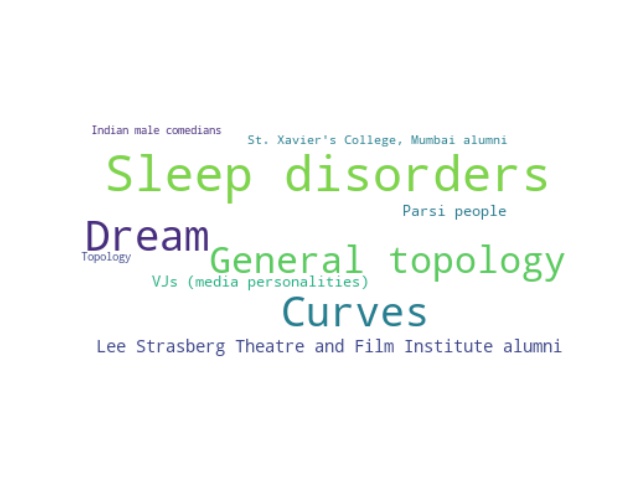 Indian male comedians
St. Xavier's College, Mumbai alumni
Sleep disorders
Parsi people
Dream
General topology
Topology
VJs (media personalities)
Curves
Lee Strasberg Theatre and Film Institute alumni